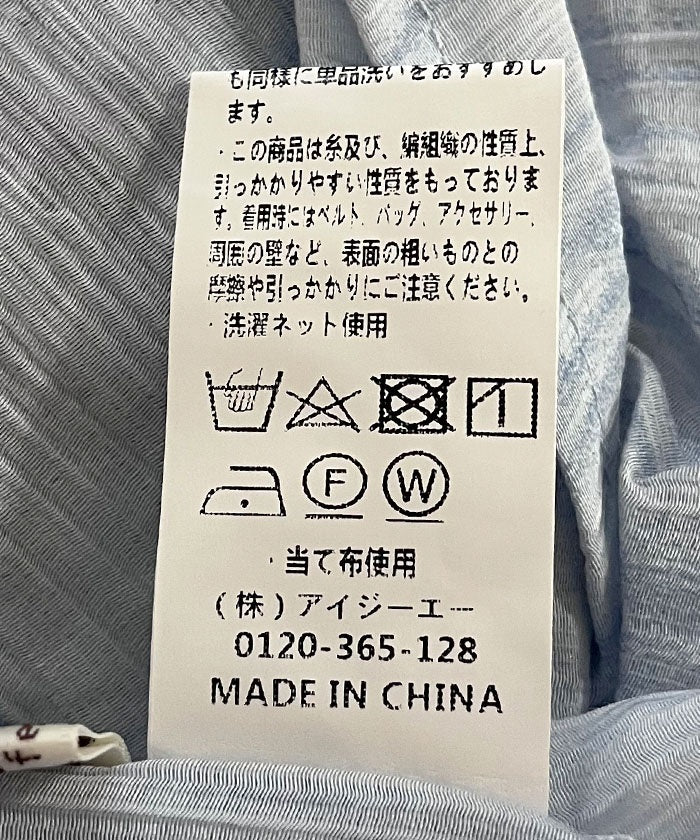 も同様に単品洗いをおすすめし
ます。
・この商品は糸及び、編組織の性質上、
引っかかりやすい性質をもっておりま
す。着用時にはベルト、バッグ、アクセサリー、
周囲の壁など、表面の粗いものとの
摩擦や引っかかりにご注意ください。
・洗濯ネット使用
F W
・当て布使用
(株)アイジーエー
0120-365-128
MADE IN CHINA
fe